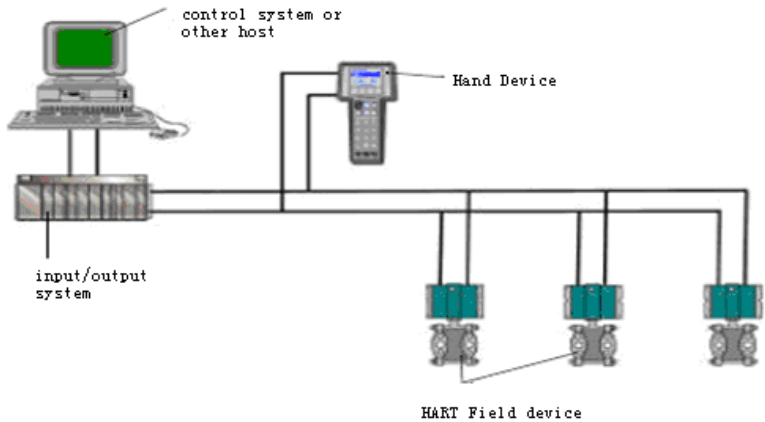 control system or
other host
Hand Device
input/output
system
HART Field device